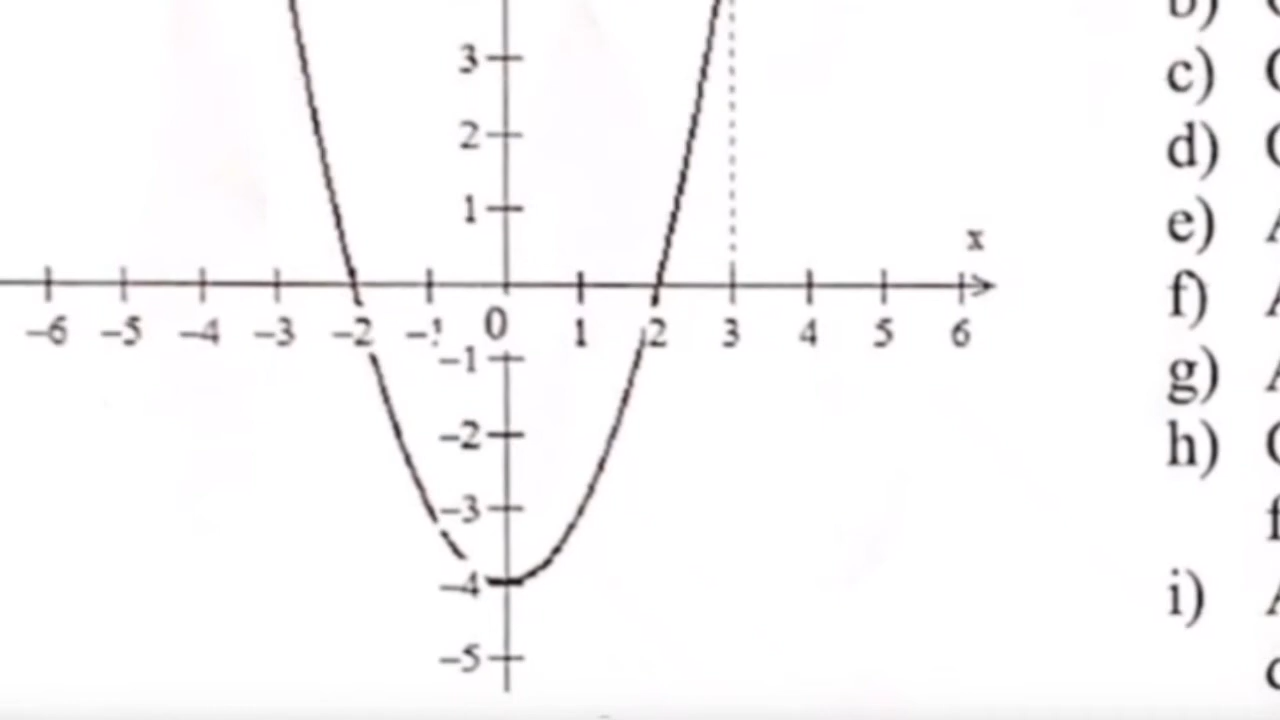 b)
3
c)
2
d)
1
e)
x
f)
–6 –5 –4 –3 –2 –1 0 1 2 3 4 5 6
–1
g)
–2
h)
–3
f
–4
i)
–5